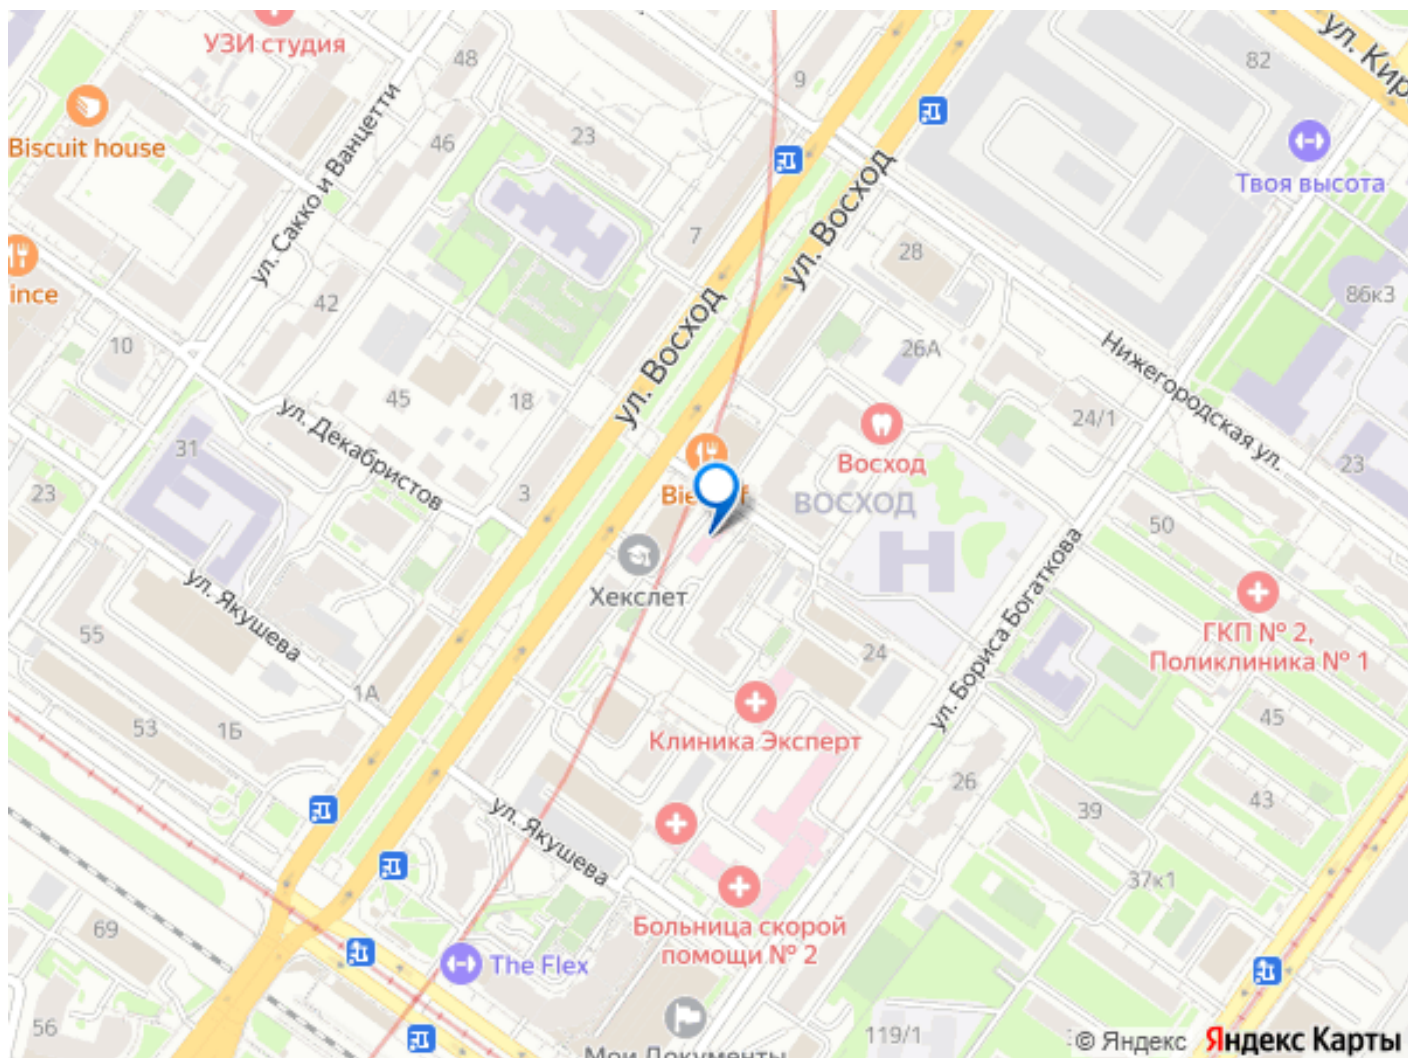 УЗИ студия
48
9
82
ул. Кир
Biscuit house
46
23
Твоя высота
ул. Сакко и Ванцетти
7
ул. Восход
28
ince
42
86к3
10
ул. Восход
26А
Нижегородская ул.
45
18
24/1
ул. Декабристов
31
Восход
23
23
3
Bie
f
ВОСХОД
50
ул. Якушева
Хекслет
ул. Бориса Богаткова
ГКП № 2,
Поликлиника № 1
55
24
1А
53
1Б
Клиника Эксперт
45
26
43
39
ул. Якушева
37к1
69
Больница скорой
помощи № 2
The Flex
56
119/1
Мои Документы
© Яндекс Яндекс Карты